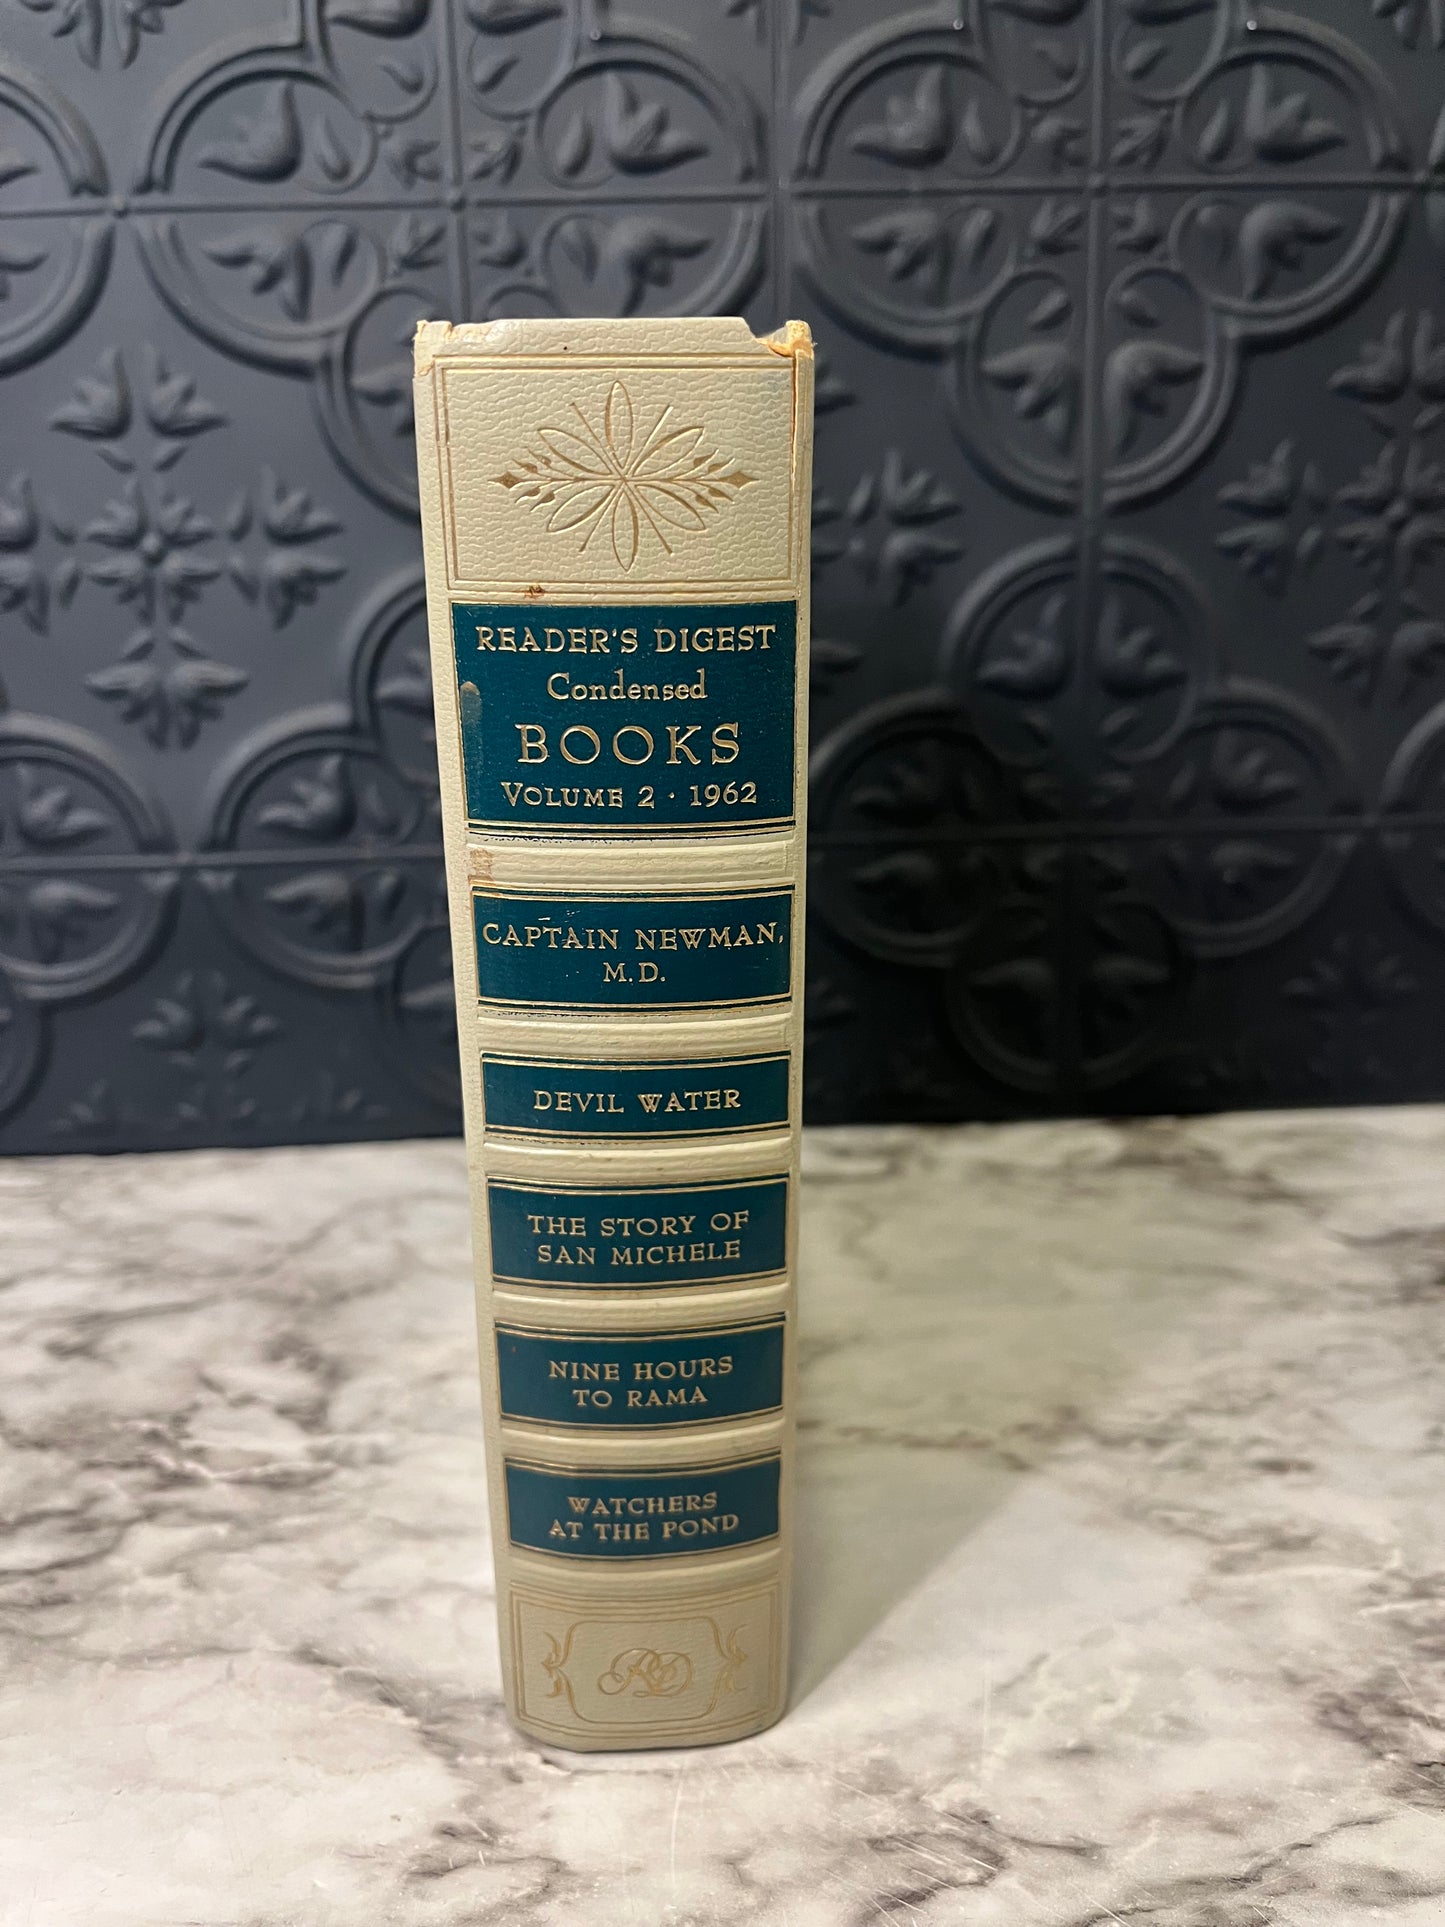 READER'S DIGEST
Condensed
BOOKS
VOLUME 2 · 1962
CAPTAIN NEWMAN,
M.D.
DEVIL WATER
THE STORY OF
SAN MICHELE
NINE HOURS
TO RAMA
WATCHERS
AT THE POND
RD